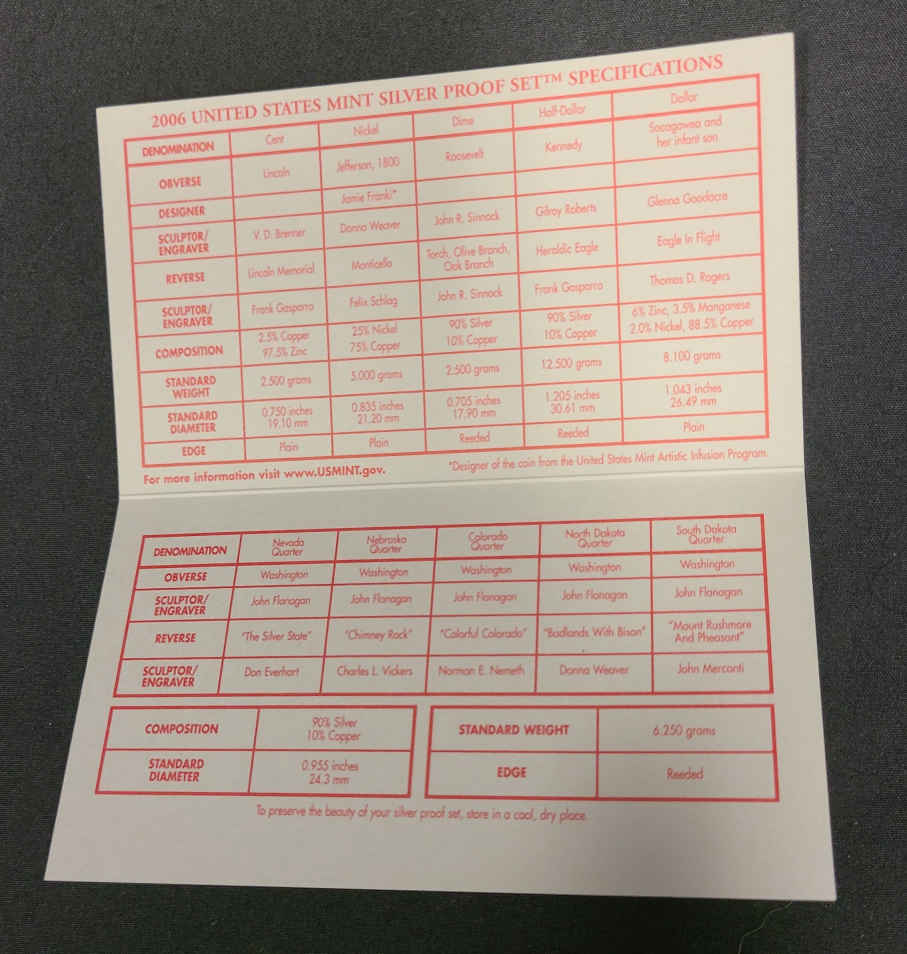 2006 UNITED STATES MINT SILVER PROOF SET™ SPECIFICATIONS
DENOMINATION Cent Nickel Dime Half-Dollar Dollar
OBVERSE Lincoln Jefferson, 1800 Roosevelt Kennedy Sacagawea and
her infant son
DESIGNER Jamie Franki*
SCULPTOR/
ENGRAVER V. D. Brenner Donna Weaver John R. Sinnock Gilroy Roberts Glenna Goodacre
REVERSE Lincoln Memorial Monticello Torch, Olive Branch,
Oak Branch Heraldic Eagle Eagle In Flight
SCULPTOR/
ENGRAVER Frank Gasparro Felix Schlag John R. Sinnock Frank Gasparro Thomas D. Rogers
COMPOSITION 2.5% Copper 25% Nickel 90% Silver 90% Silver 6% Zinc, 3.5% Manganese
97.5% Zinc 75% Copper 10% Copper 10% Copper 2.0% Nickel, 88.5% Copper
STANDARD
WEIGHT 2.500 grams 5.000 grams 2.500 grams 12.500 grams 8.100 grams
STANDARD 0.750 inches 0.835 inches 0.705 inches 1.205 inches 1.043 inches
DIAMETER 19.10 mm 21.20 mm 17.90 mm 30.61 mm 26.49 mm
EDGE Plain Plain Reeded Reeded Plain
For more information visit www.USMINT.gov. *Designer of the coin from the United States Mint Artistic Infusion Program.
DENOMINATION Nevada Nebraska Colorado North Dakota South Dakota
Quarter Quarter Quarter Quarter Quarter
OBVERSE Washington Washington Washington Washington Washington
SCULPTOR/
ENGRAVER John Flanagan John Flanagan John Flanagan John Flanagan John Flanagan
REVERSE "The Silver State" "Chimney Rock" "Colorful Colorado" "Badlands With Bison" "Mount Rushmore
And Pheasant"
SCULPTOR/
ENGRAVER Don Everhart Charles L. Vickers Norman E. Nemeth Donna Weaver John Mercanti
COMPOSITION 90% Silver
10% Copper
STANDARD WEIGHT 6.250 grams
STANDARD 0.955 inches
DIAMETER 24.3 mm
EDGE Reeded
To preserve the beauty of your silver proof set, store in a cool, dry place.